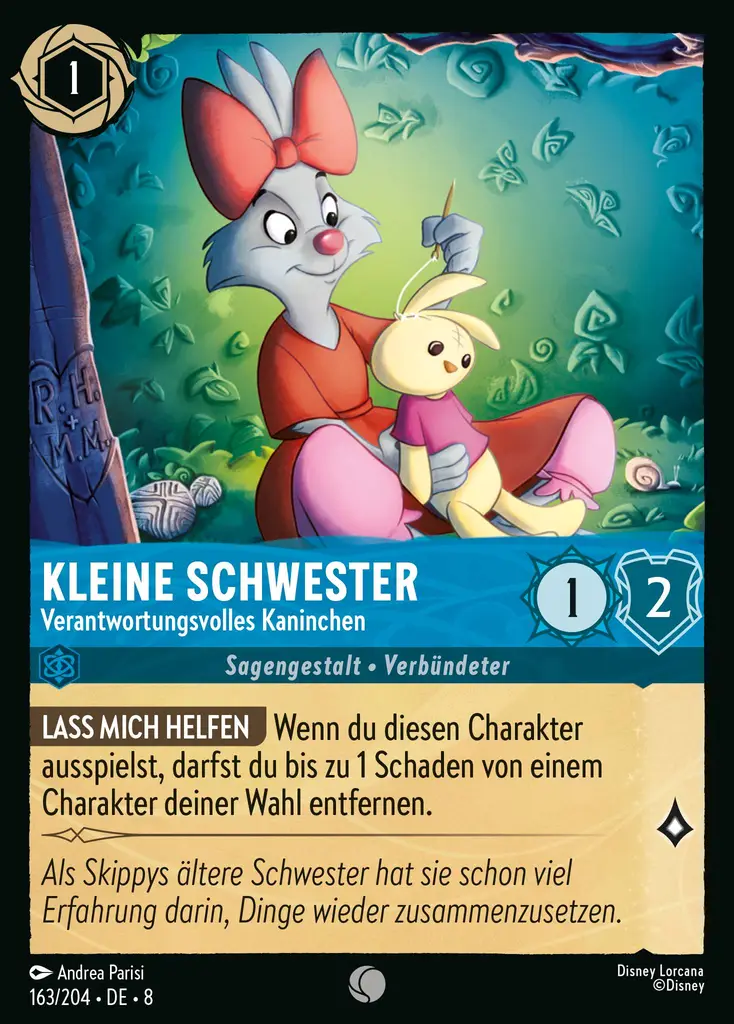 1
R.H.
+
M.M.
KLEINE SCHWESTER
Verantwortungsvolles Kaninchen
1
2
Sagengestalt • Verbündeter
LASS MICH HELFEN Wenn du diesen Charakter
ausspielst, darfst du bis zu 1 Schaden von einem
Charakter deiner Wahl entfernen.
Als Skippys ältere Schwester hat sie schon viel
Erfahrung darin, Dinge wieder zusammenzusetzen.
Andrea Parisi
163/204 • DE • 8
Disney Lorcana
©Disney